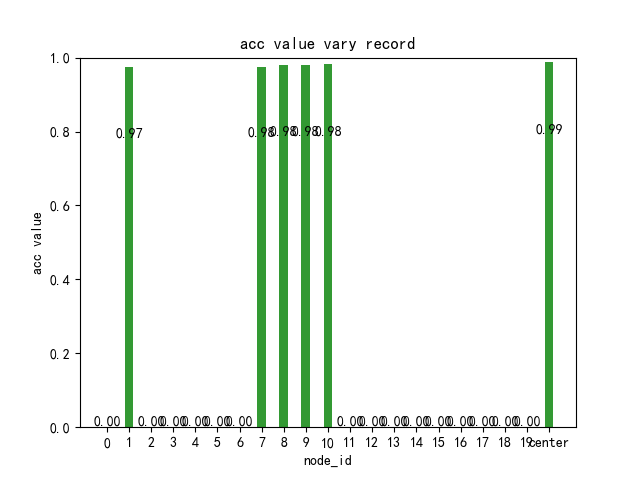 acc value vary record
1.0
0.8
0.6
0.4
0.2
0.0
acc value
0.97 0.98 0.98 0.98 0.98 0.99
0.00 0.00 0.00 0.00 0.00 0.00 0.00 0.00 0.00 0.00 0.00 0.00 0.00 0.00 0.00
0 1 2 3 4 5 6 7 8 9 10 11 12 13 14 15 16 17 18 19 center
node_id